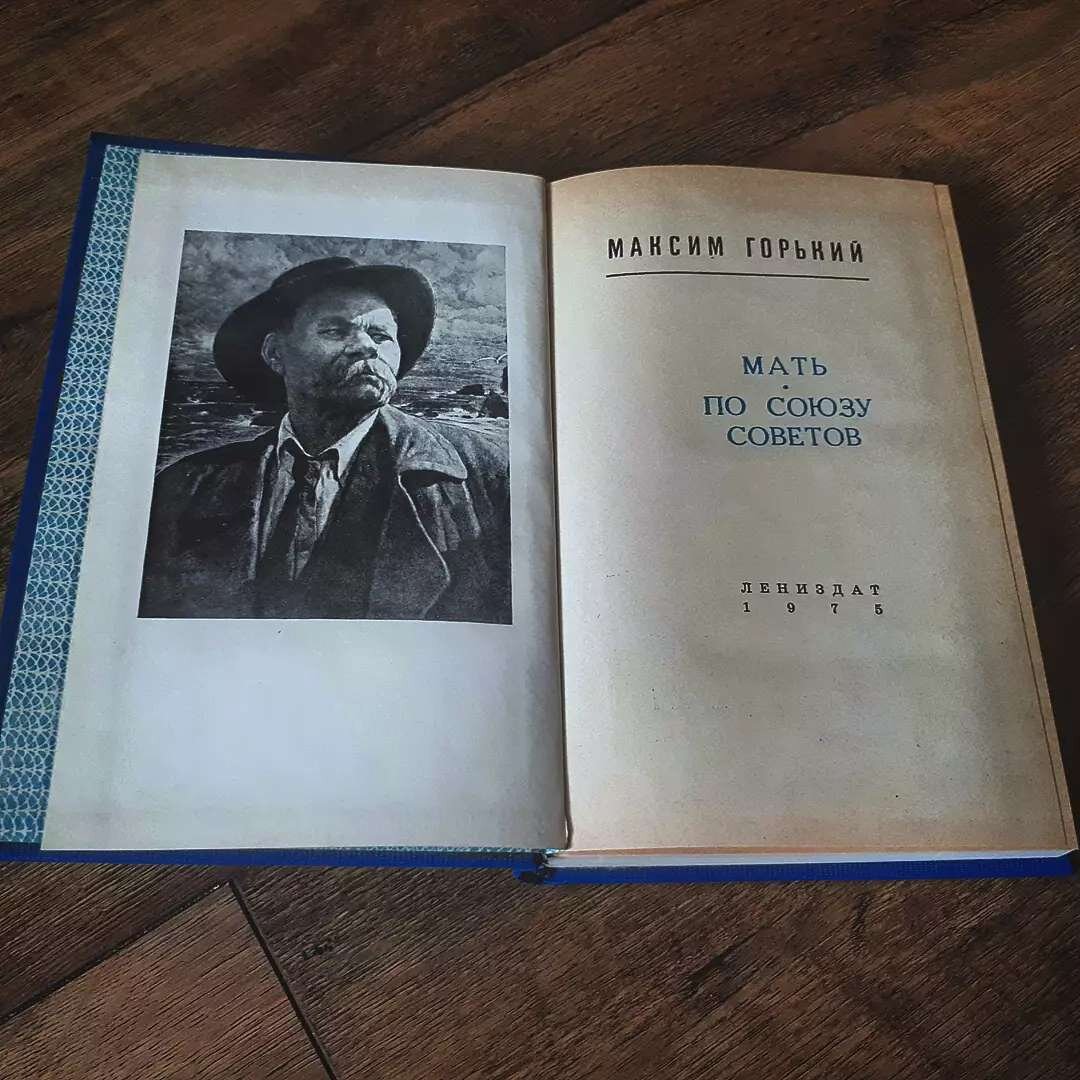 МАКСИМ ГОРЬКИЙ
МАТЬ
•
ПО СОЮЗУ
СОВЕТОВ
ЛЕНИЗДАТ
1975